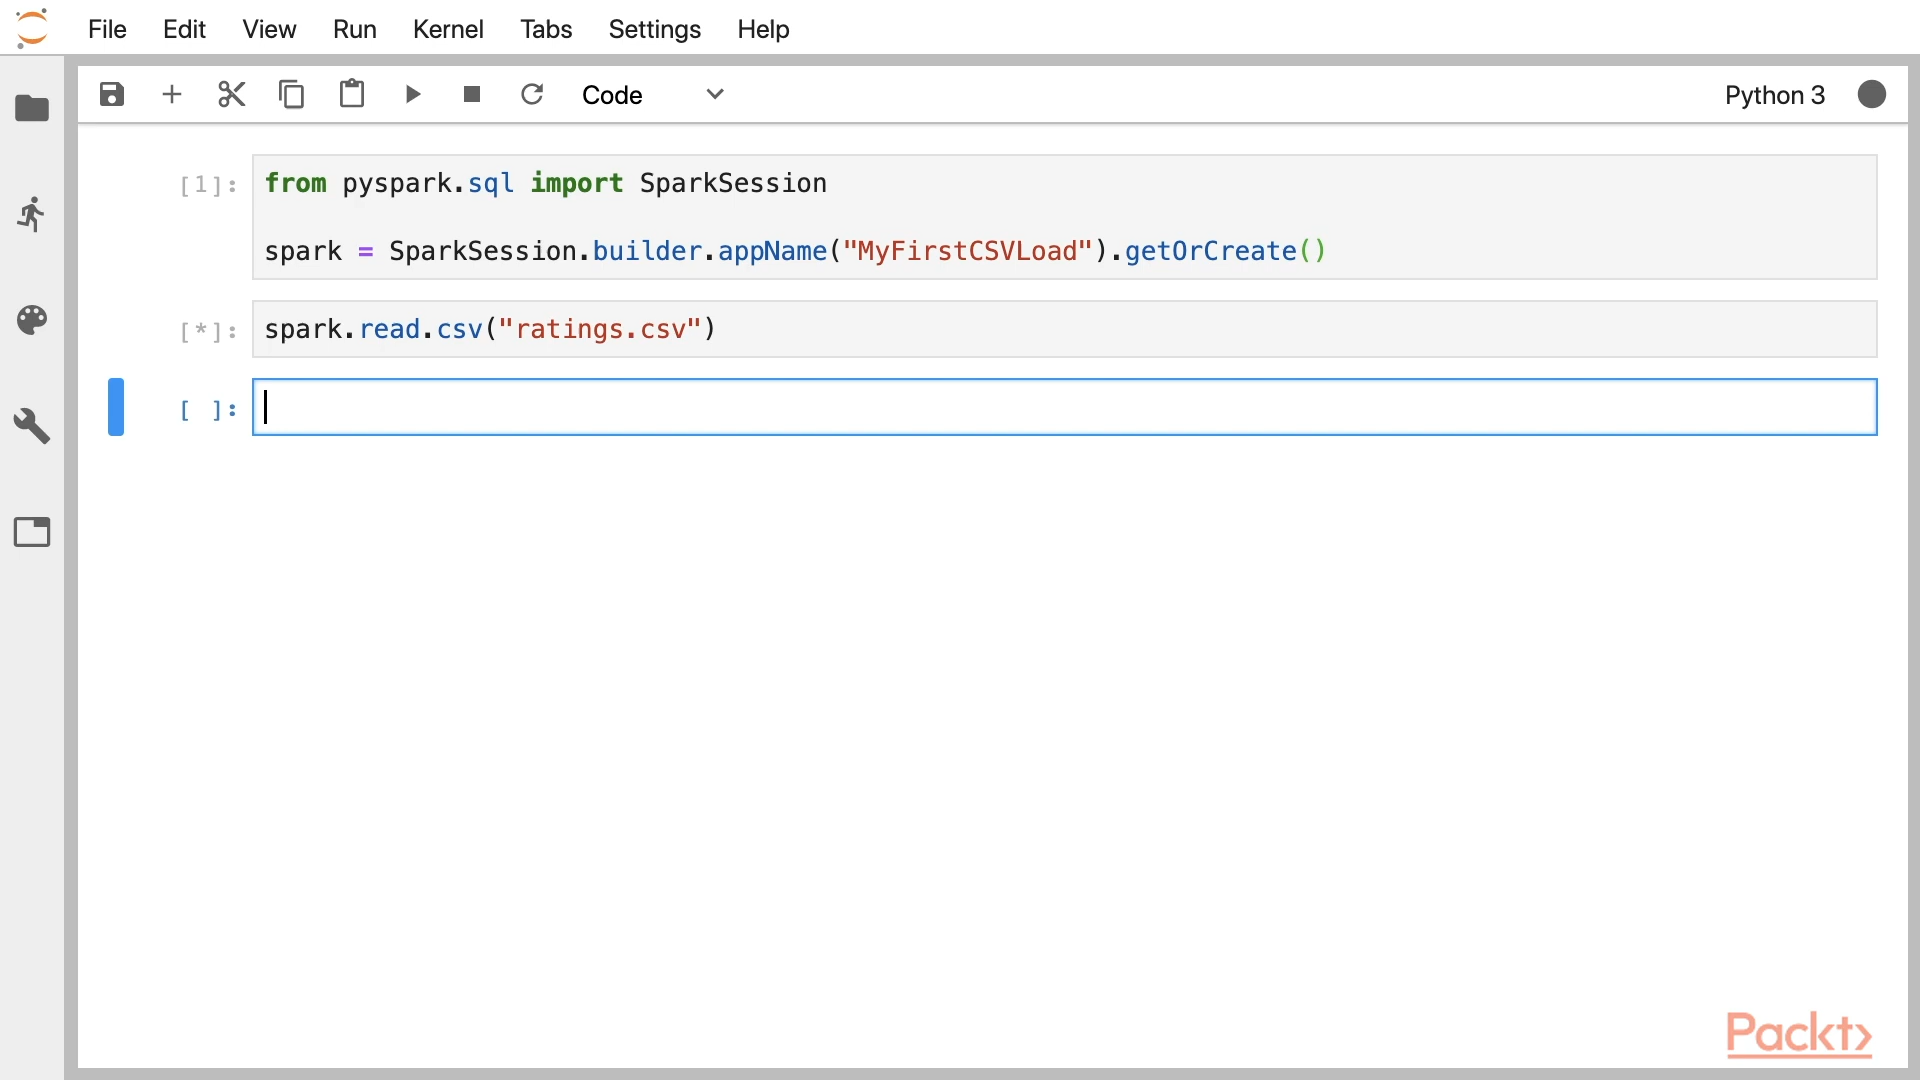 File Edit View Run Kernel Tabs Settings Help
Code Python 3
[1]: from pyspark.sql import SparkSession
spark = SparkSession.builder.appName("MyFirstCSVLoad").getOrCreate()
[*]: spark.read.csv("ratings.csv")
[ ]:
Packt>